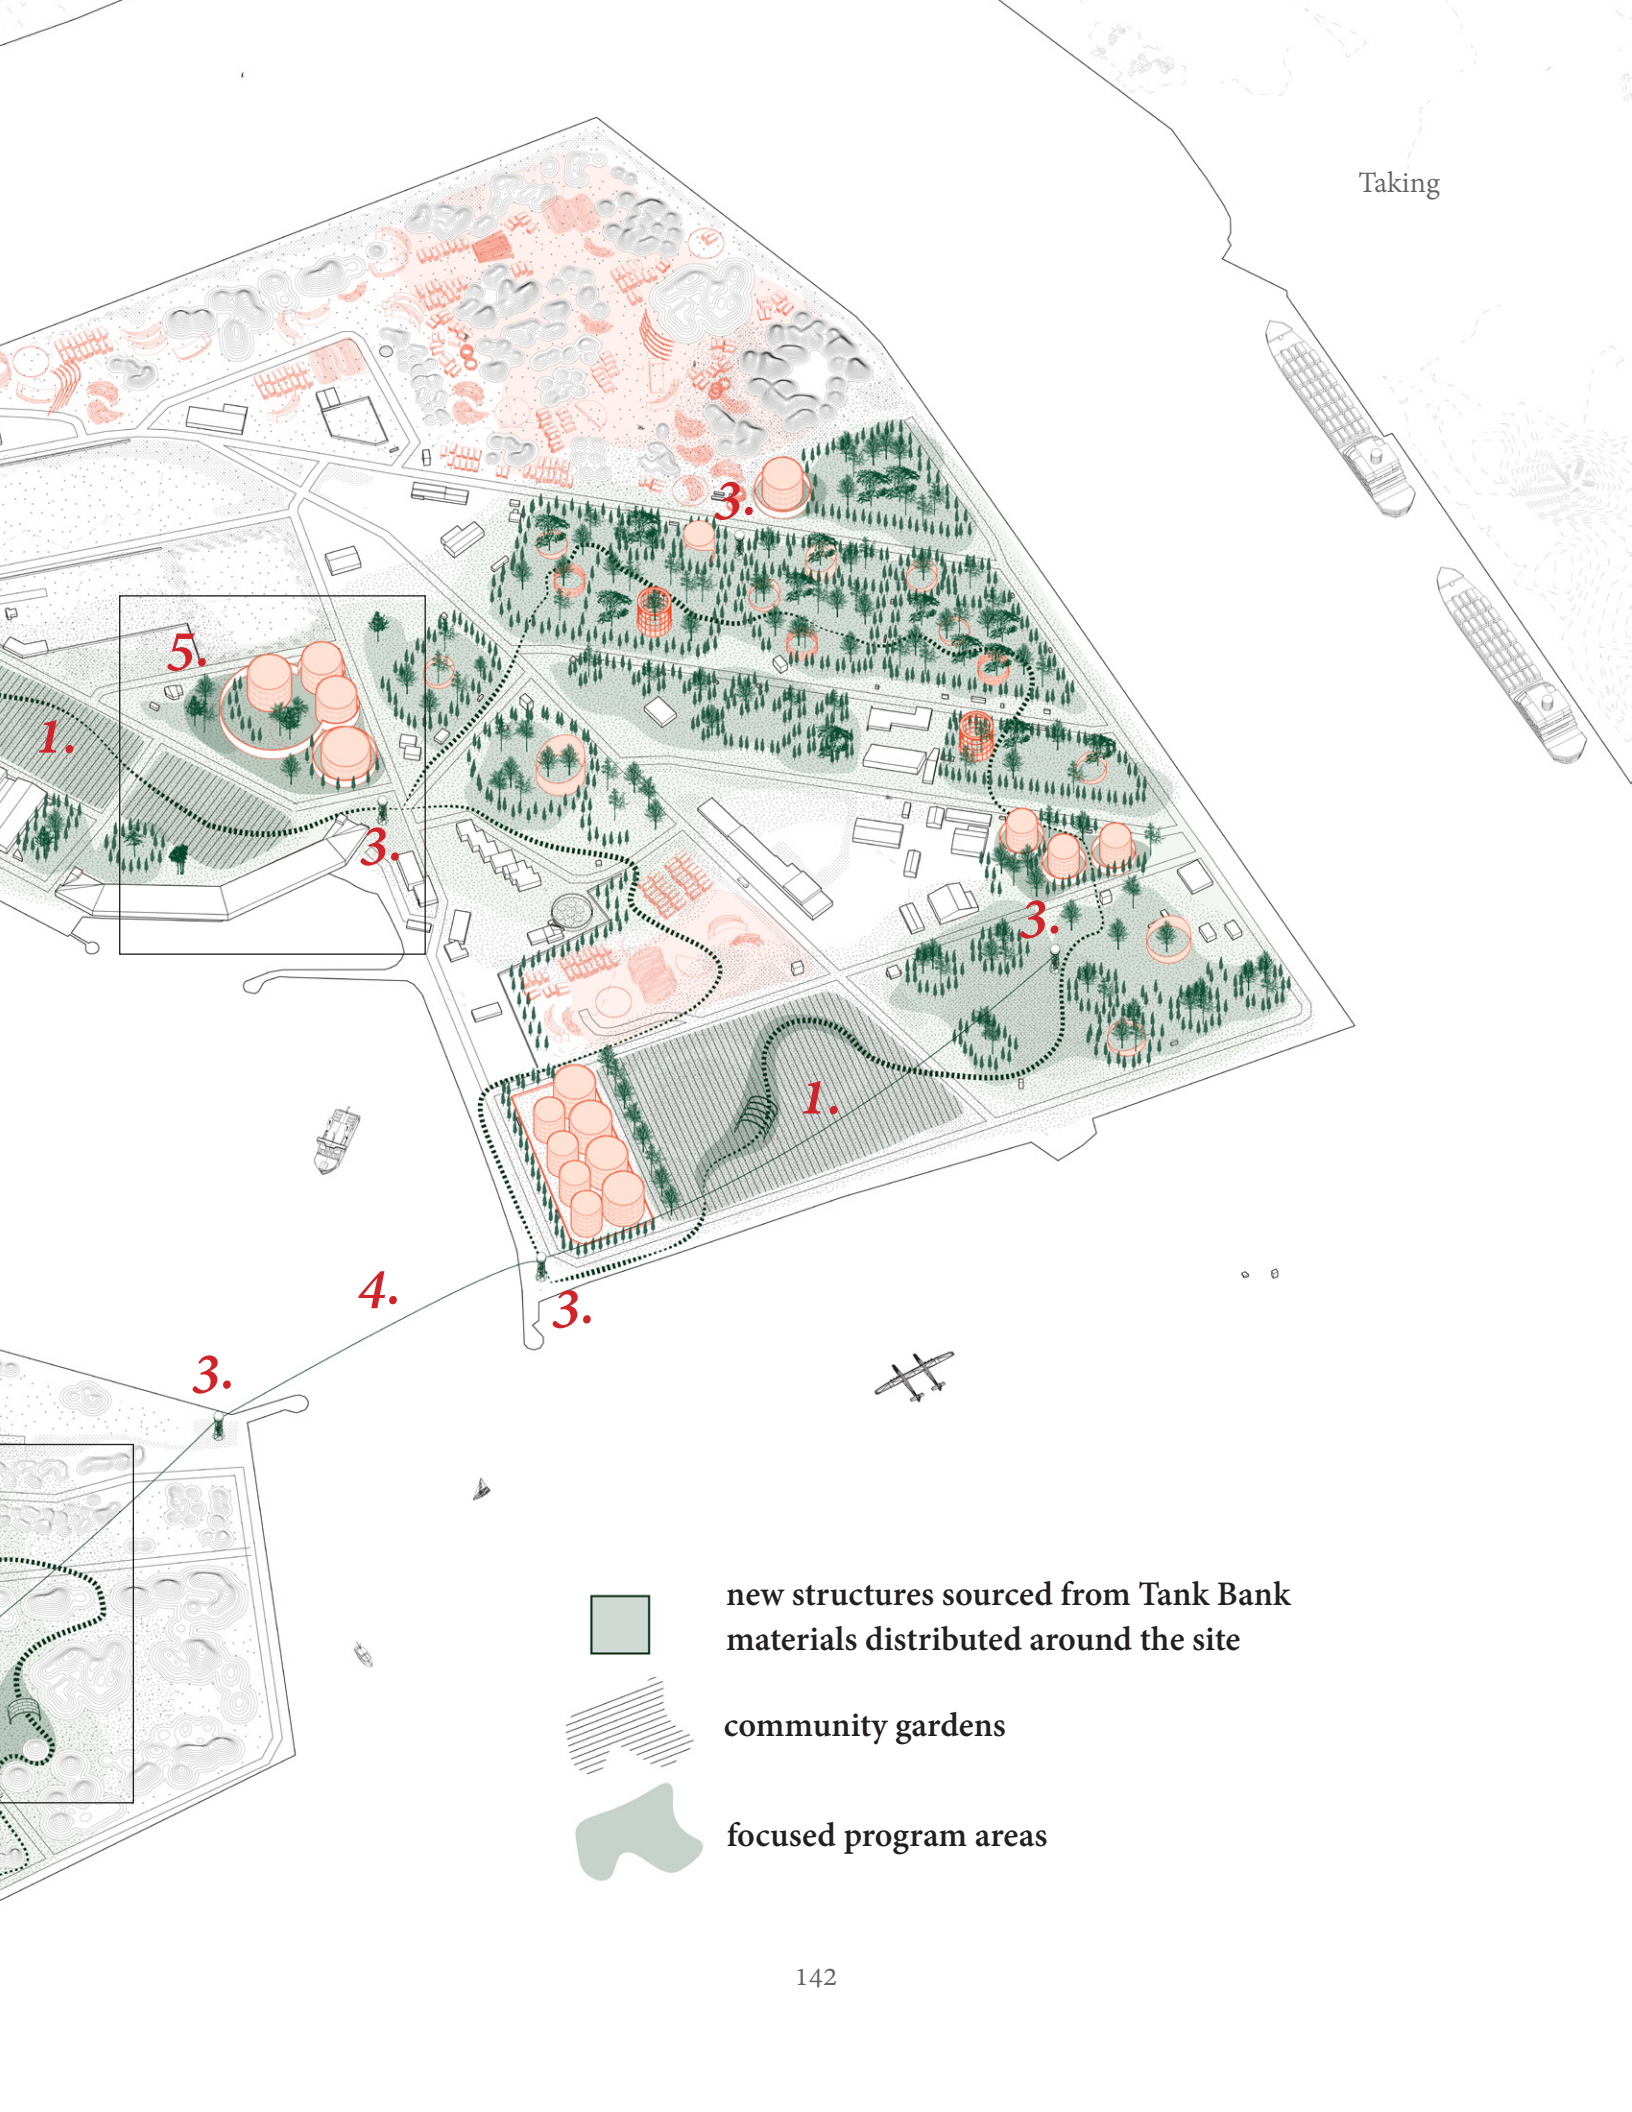 Taking
3.
5.
1.
3.
3.
1.
4.
3.
3.
new structures sourced from Tank Bank
materials distributed around the site
community gardens
focused program areas
142